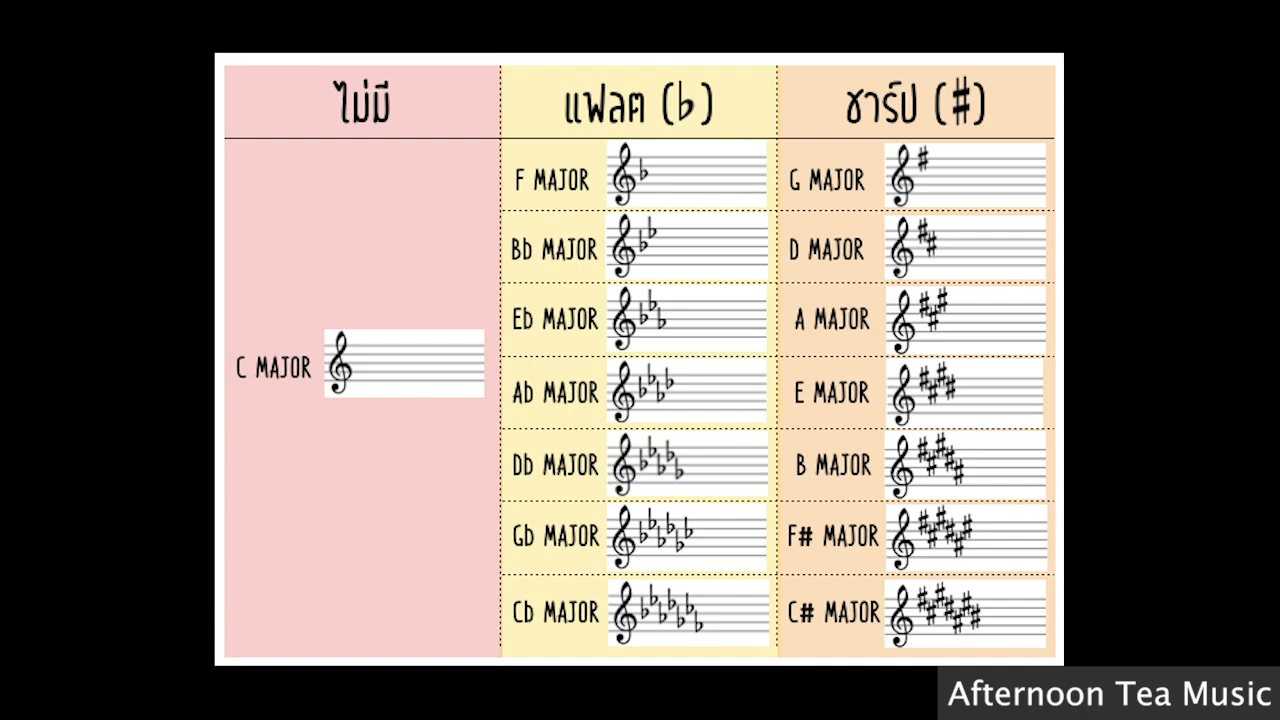 ไม่มี
แฟลต (♭)
ชาร์ป (♯)
C MAJOR
F MAJOR
Bb MAJOR
Eb MAJOR
Ab MAJOR
Db MAJOR
Gb MAJOR
Cb MAJOR
G MAJOR
D MAJOR
A MAJOR
E MAJOR
B MAJOR
F# MAJOR
C# MAJOR
Afternoon Tea Music